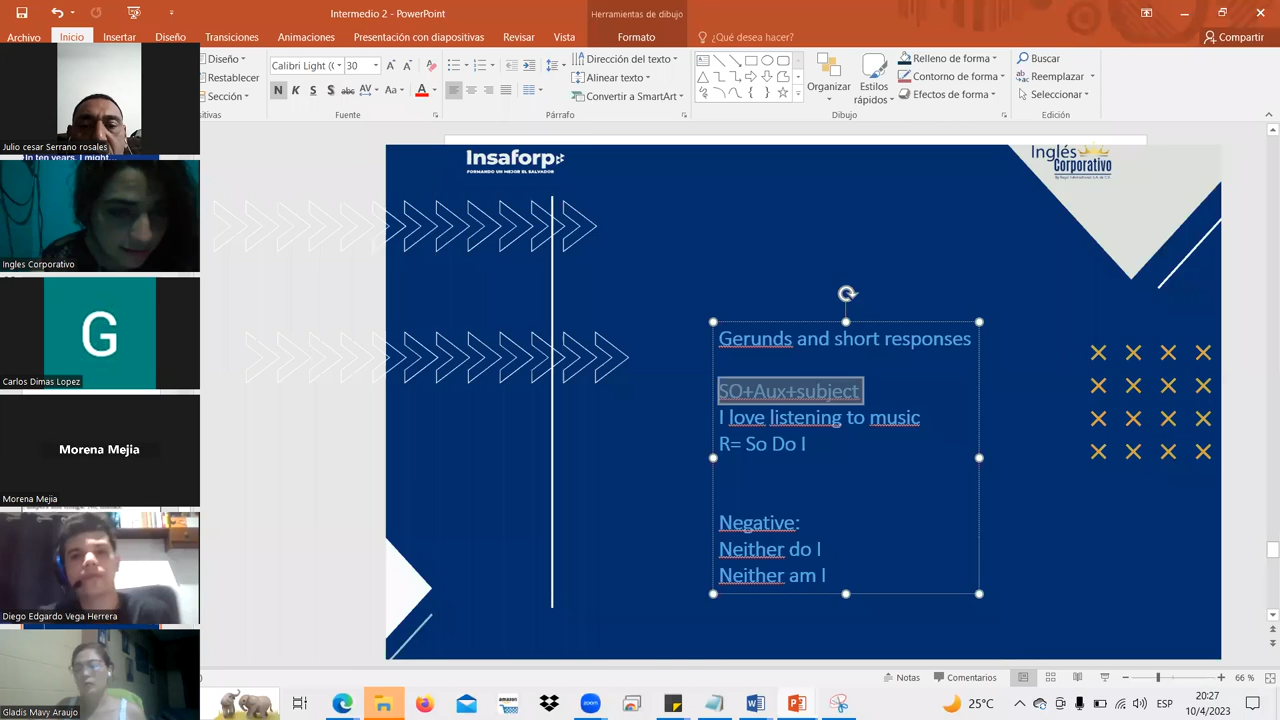 Intermedio 2 - PowerPoint
Herramientas de dibujo
Archivo
Inicio
Insertar
Diseño
Transiciones
Animaciones
Presentación con diapositivas
Revisar
Vista
Formato
¿Qué desea hacer?
Compartir
Diseño
Restablecer
Sección
Calibri Light (
30
Dirección del texto
Alinear texto
Convertir a SmartArt
Organizar
Estilos
rápidos
Relleno de forma
Contorno de forma
Efectos de forma
Buscar
Reemplazar
Seleccionar
Fuente
Párrafo
Dibujo
Edición
Julio cesar Serrano rosales
In ten years, I might...
Ingles Corporativo
G
Carlos Dimas Lopez
Morena Mejia
Morena Mejia
Diego Edgardo Vega Herrera
Gladis Mavy Araujo
Insaforp
FORMANDO UN MEJOR EL SALVADOR
Inglés
Corporativo
Gerunds and short responses
SO+Aux+subject
I love listening to music
R= So Do I
Negative:
Neither do I
Neither am I
Notas
Comentarios
66 %
amazon
zoom
25°C
ESP
20:27
10/4/2023